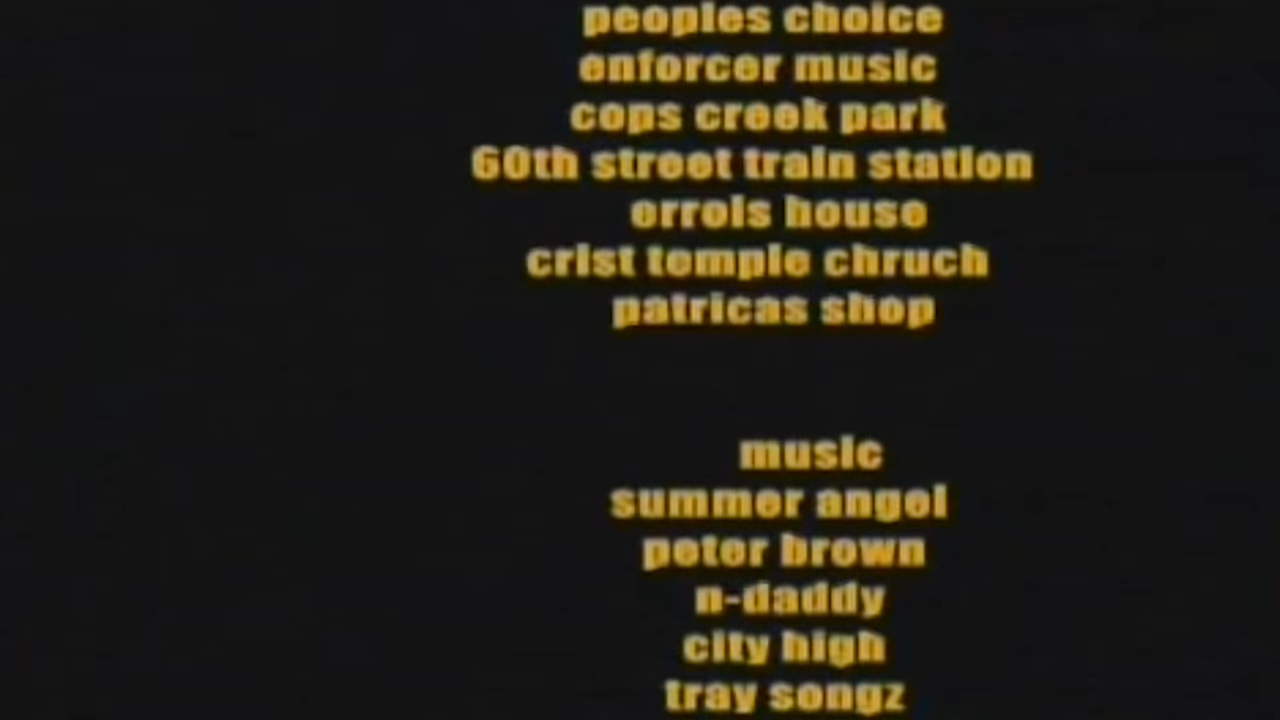 peoples choice
enforcer music
cops creek park
60th street train station
errols house
crist temple chruch
patricas shop
music
summer angel
peter brown
n-daddy
city high
tray songz